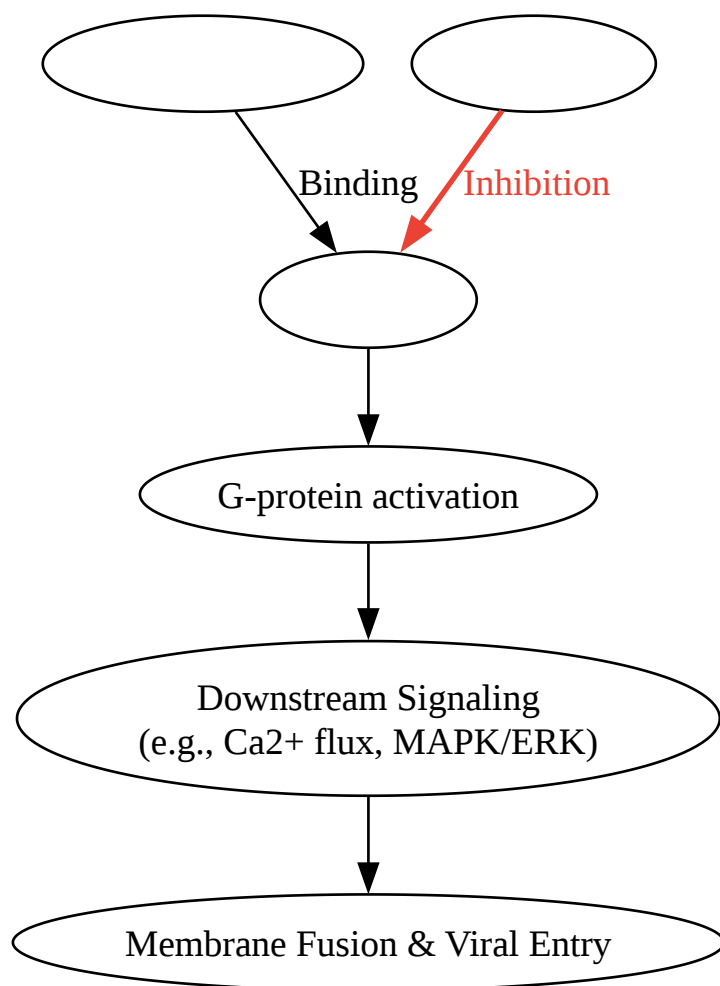 Binding
Inhibition
G-protein activation
Downstream Signaling
(e.g., Ca2+ flux, MAPK/ERK)
Membrane Fusion & Viral Entry